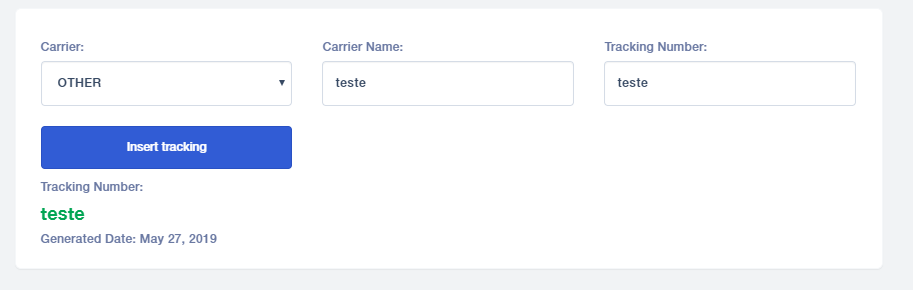 Carrier: Carrier Name: Tracking Number:
OTHER teste teste
Insert tracking
Tracking Number:
teste
Generated Date: May 27, 2019